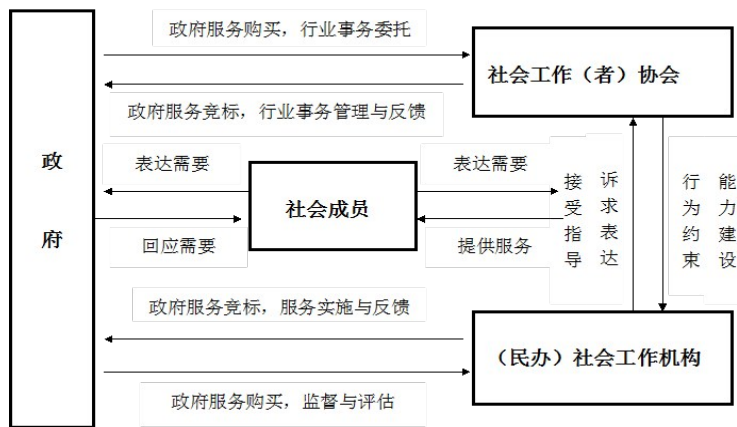 政府服务购买，行业事务委托
社会工作（者）协会
政府服务竞标，行业事务管理与反馈
政府
表达需要
社会成员
表达需要
回应需要
提供服务
接受指导
诉求表达
行为约束
能力建设
政府服务竞标，服务实施与反馈
（民办）社会工作机构
政府服务购买，监督与评估